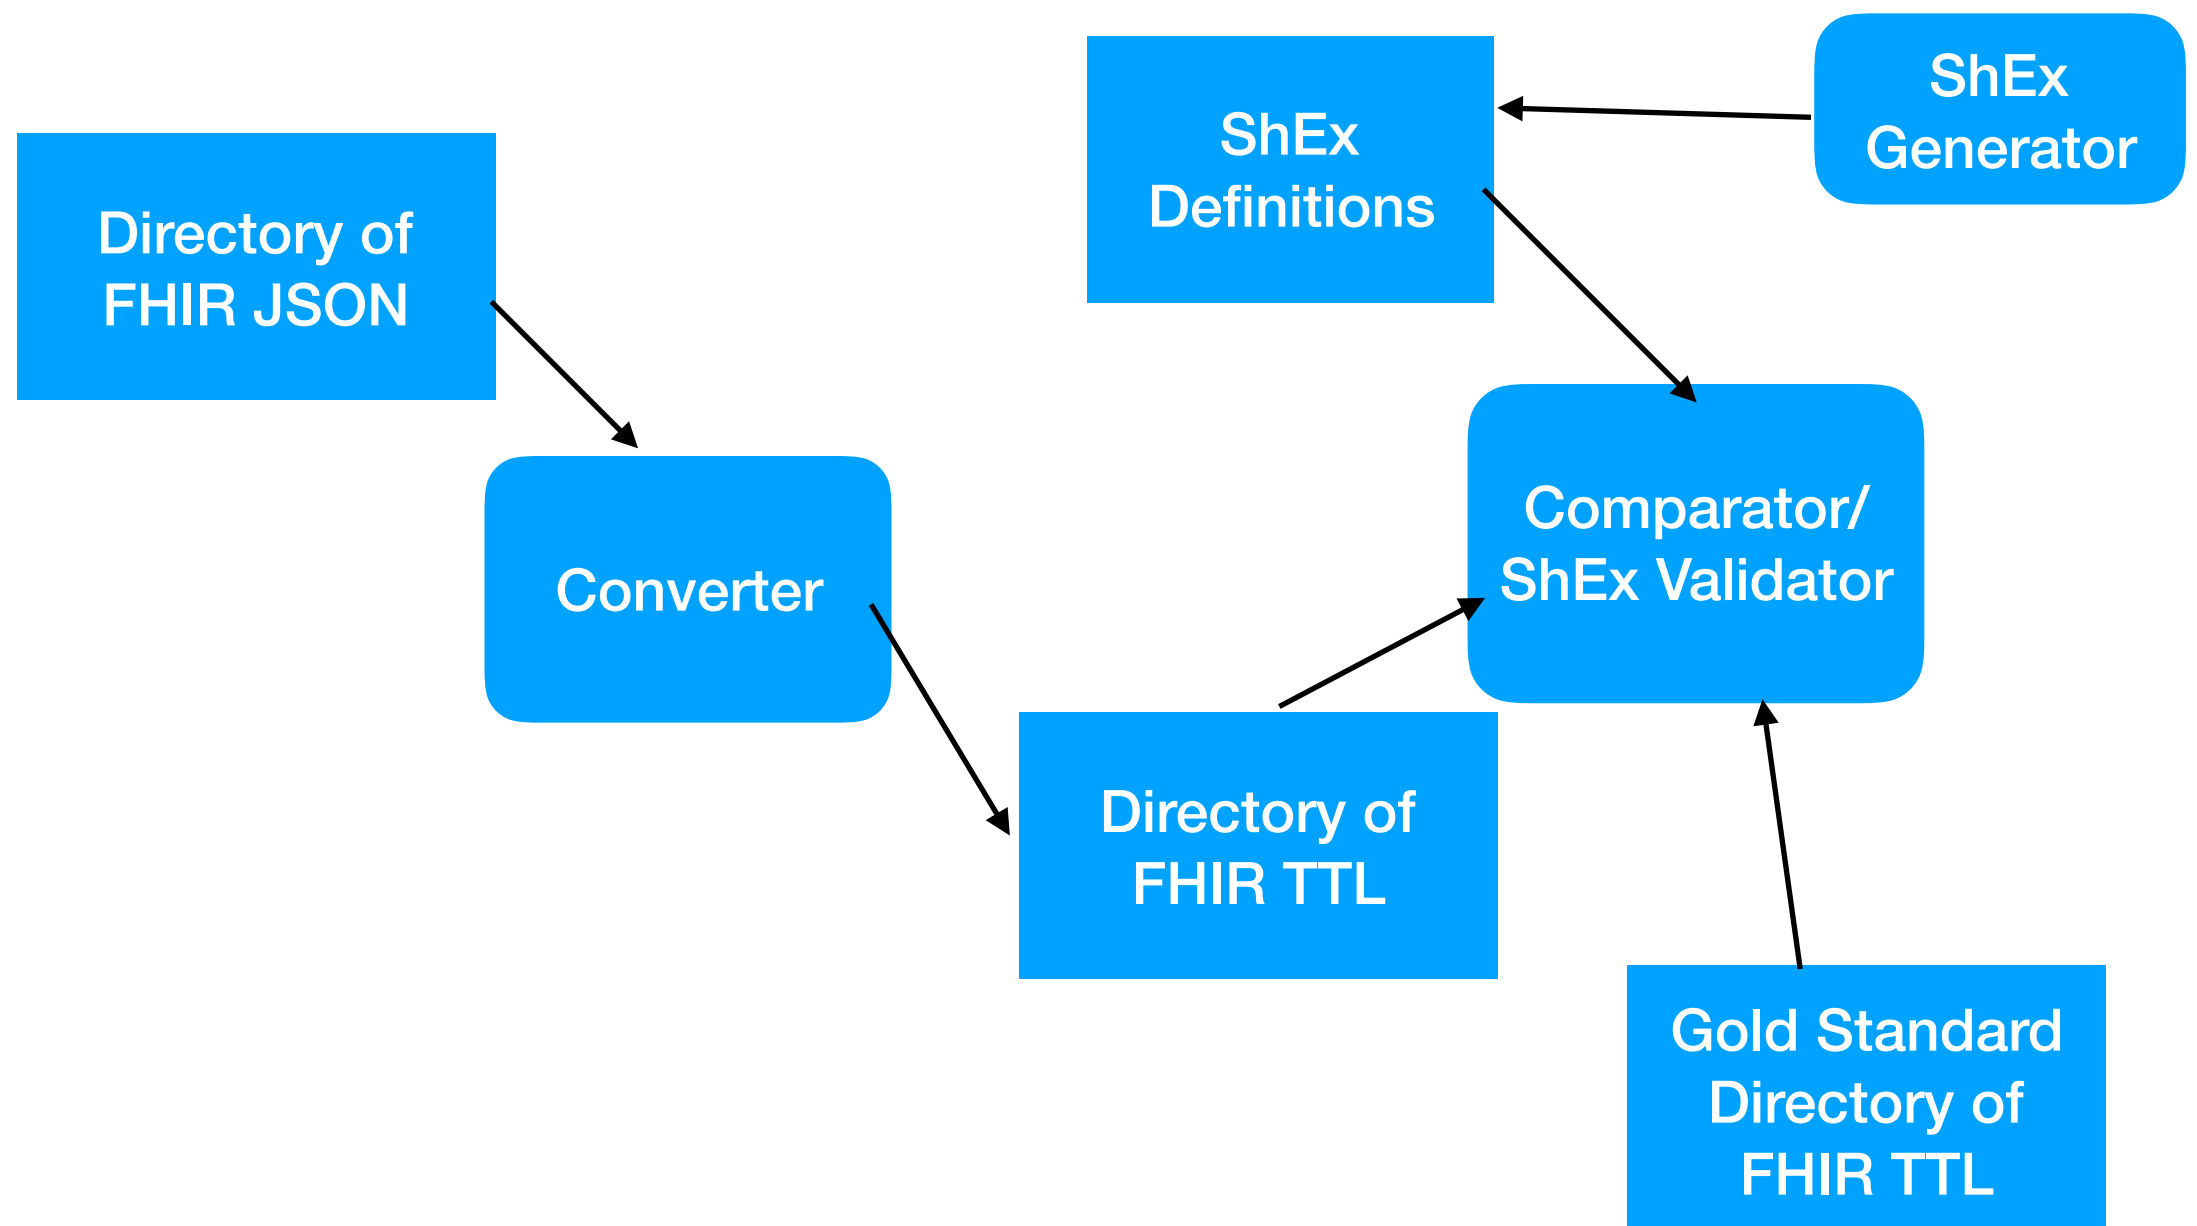 Directory of
FHIR JSON
Converter
ShEx
Definitions
ShEx
Generator
Comparator/
ShEx Validator
Directory of
FHIR TTL
Gold Standard
Directory of
FHIR TTL